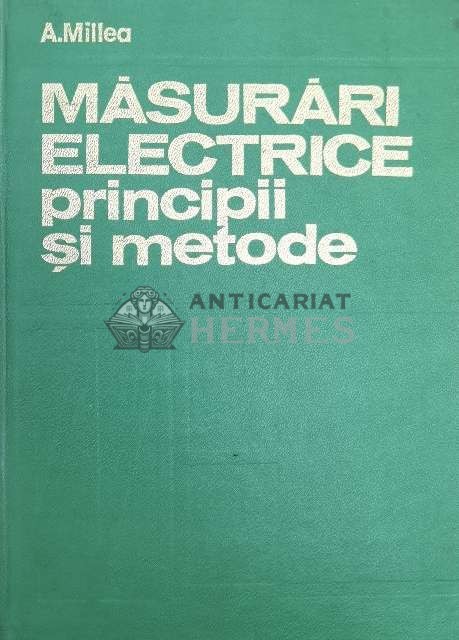 A.Millea
MĂSURĂRI
ELECTRICE
principii
și metode
ANTICARIAT
HERMES